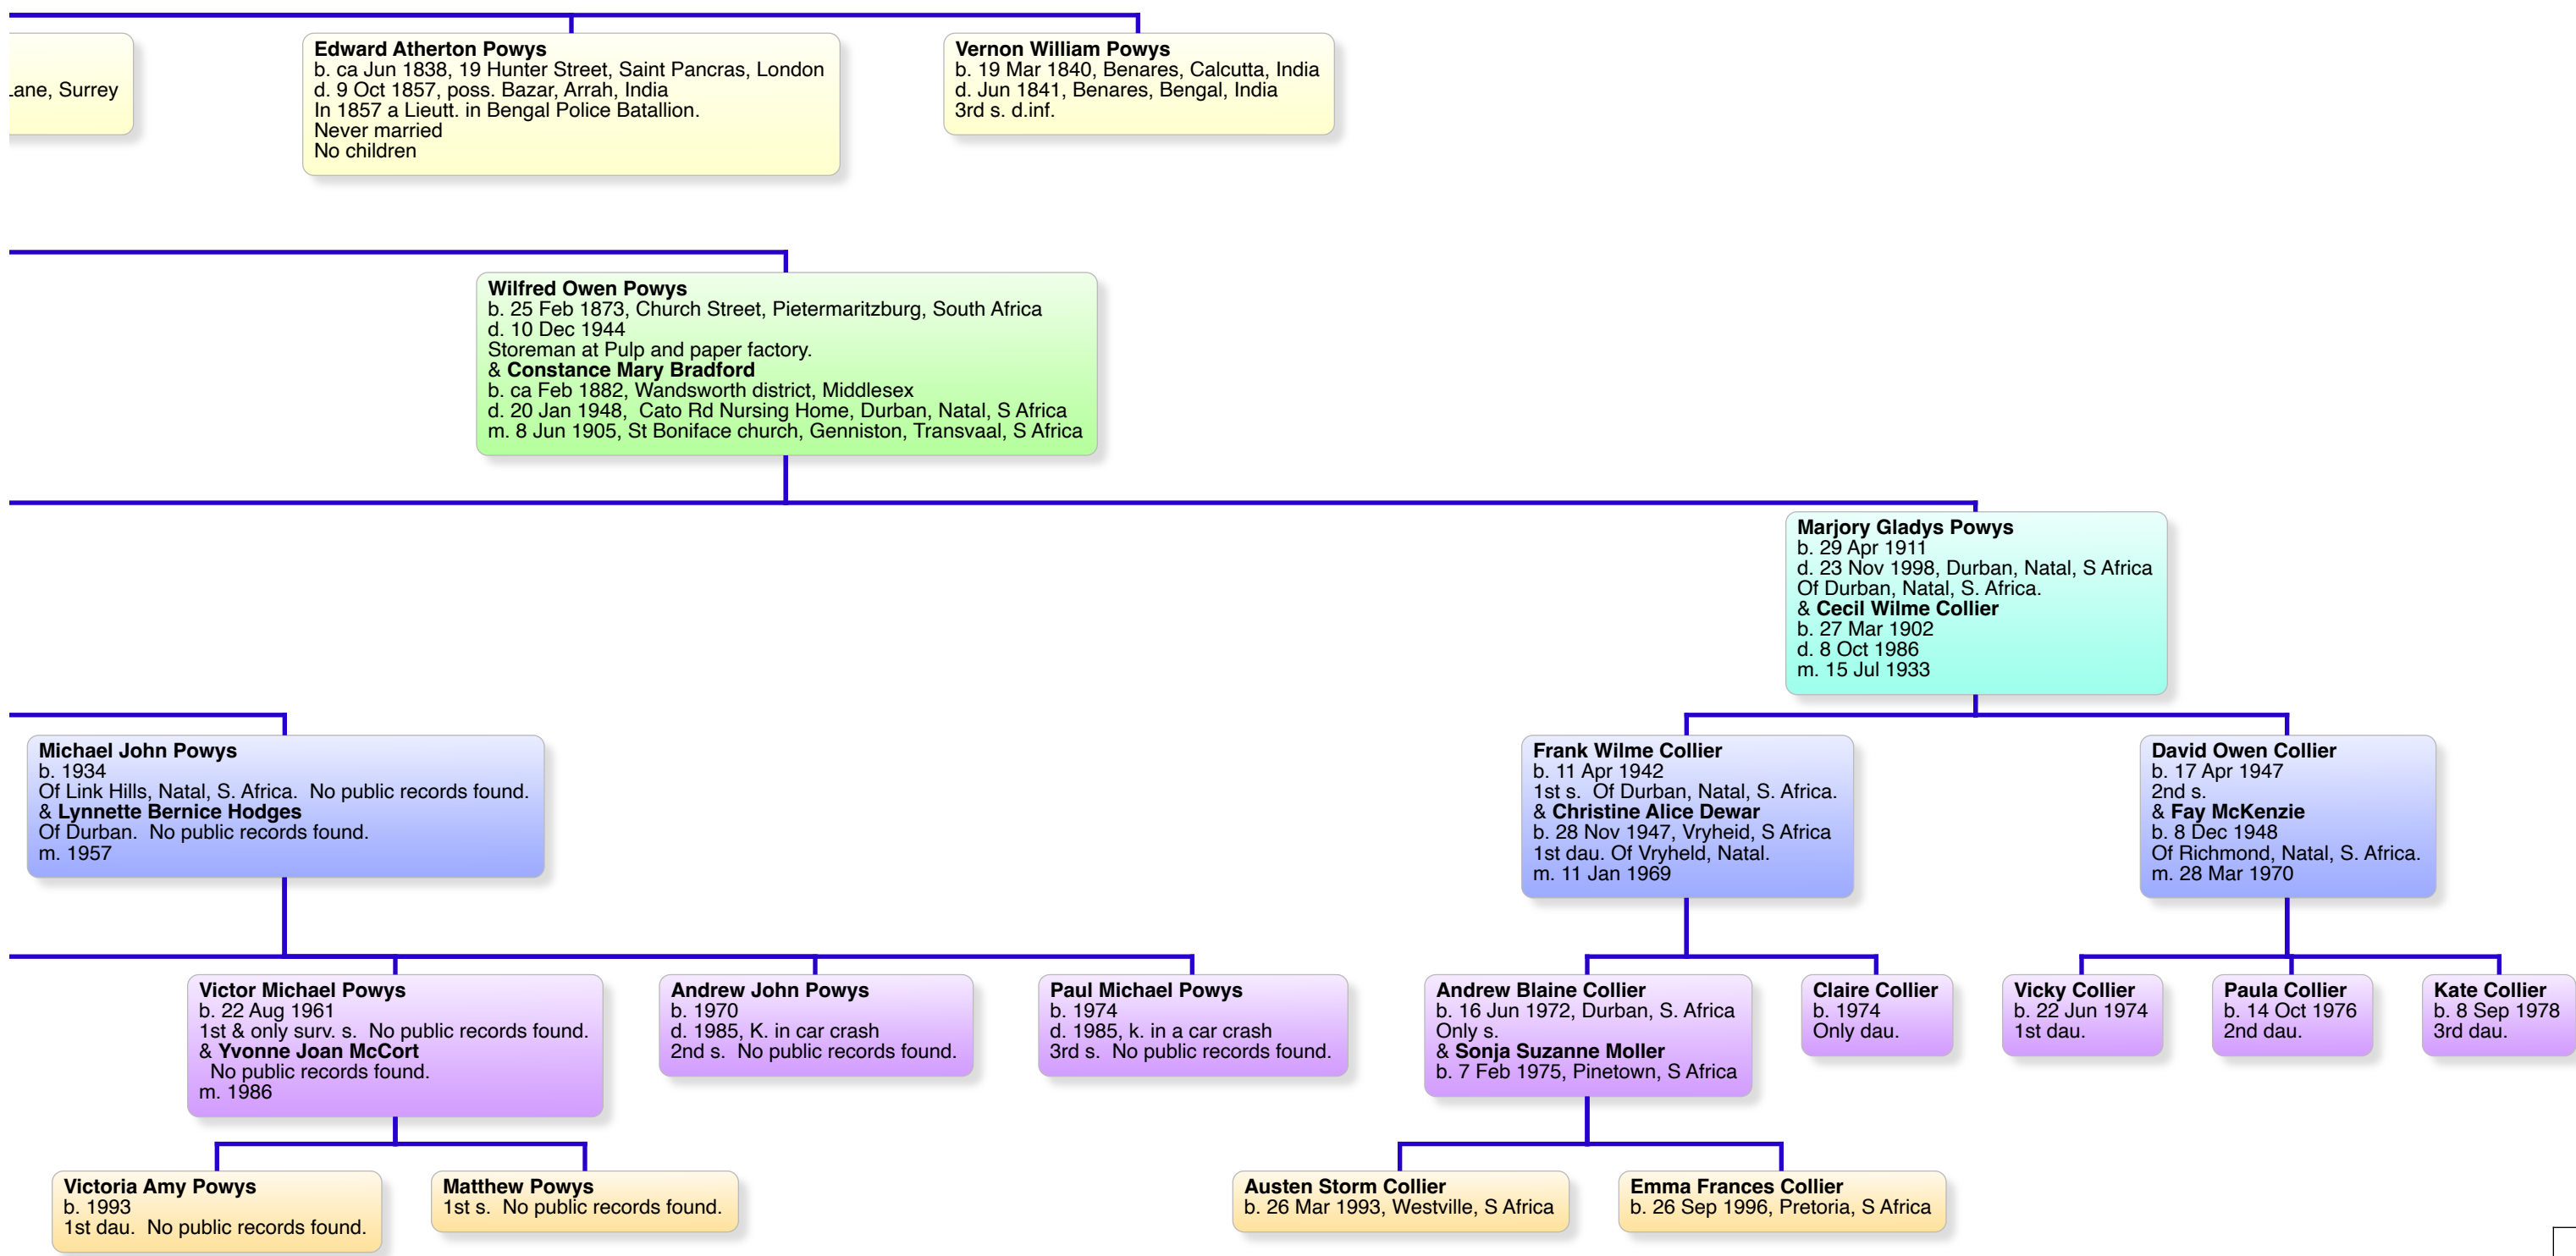 Lane, Surrey
Edward Atherton Powys
b. ca Jun 1838, 19 Hunter Street, Saint Pancras, London
d. 9 Oct 1857, poss. Bazar, Arrah, India
In 1857 a Lieutt. in Bengal Police Batallion.
Never married
No children
Vernon William Powys
b. 19 Mar 1840, Benares, Calcutta, India
d. Jun 1841, Benares, Bengal, India
3rd s. d.inf.
Wilfred Owen Powys
b. 25 Feb 1873, Church Street, Pietermaritzburg, South Africa
d. 10 Dec 1944
Storeman at Pulp and paper factory.
& Constance Mary Bradford
b. ca Feb 1882, Wandsworth district, Middlesex
d. 20 Jan 1948,  Cato Rd Nursing Home, Durban, Natal, S Africa
m. 8 Jun 1905, St Boniface church, Genniston, Transvaal, S Africa
Marjory Gladys Powys
b. 29 Apr 1911
d. 23 Nov 1998, Durban, Natal, S Africa
Of Durban, Natal, S. Africa.
& Cecil Wilme Collier
b. 27 Mar 1902
d. 8 Oct 1986
m. 15 Jul 1933
Michael John Powys
b. 1934
Of Link Hills, Natal, S. Africa.  No public records found.
& Lynnette Bernice Hodges
Of Durban.  No public records found.
m. 1957
Frank Wilme Collier
b. 11 Apr 1942
1st s.  Of Durban, Natal, S. Africa.
& Christine Alice Dewar
b. 28 Nov 1947, Vryheid, S Africa
1st dau. Of Vryheld, Natal.
m. 11 Jan 1969
David Owen Collier
b. 17 Apr 1947
2nd s.
& Fay McKenzie
b. 8 Dec 1948
Of Richmond, Natal, S. Africa.
m. 28 Mar 1970
Victor Michael Powys
b. 22 Aug 1961
1st & only surv. s.  No public records found.
& Yvonne Joan McCort
No public records found.
m. 1986
Andrew John Powys
b. 1970
d. 1985, K. in car crash
2nd s.  No public records found.
Paul Michael Powys
b. 1974
d. 1985, k. in a car crash
3rd s.  No public records found.
Andrew Blaine Collier
b. 16 Jun 1972, Durban, S. Africa
Only s.
& Sonja Suzanne Moller
b. 7 Feb 1975, Pinetown, S Africa
Claire Collier
b. 1974
Only dau.
Vicky Collier
b. 22 Jun 1974
1st dau.
Paula Collier
b. 14 Oct 1976
2nd dau.
Kate Collier
b. 8 Sep 1978
3rd dau.
Victoria Amy Powys
b. 1993
1st dau.  No public records found.
Matthew Powys
1st s.  No public records found.
Austen Storm Collier
b. 26 Mar 1993, Westville, S Africa
Emma Frances Collier
b. 26 Sep 1996, Pretoria, S Africa